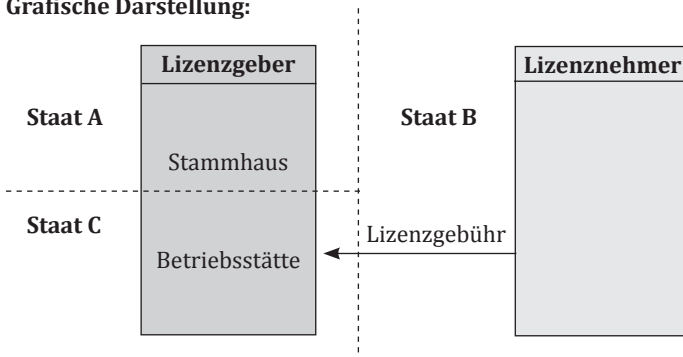 Grafische Darstellung:
Lizenzgeber
Lizenznehmer
Staat A
Staat B
Stammhaus
Staat C
Lizenzgebühr
Betriebsstätte